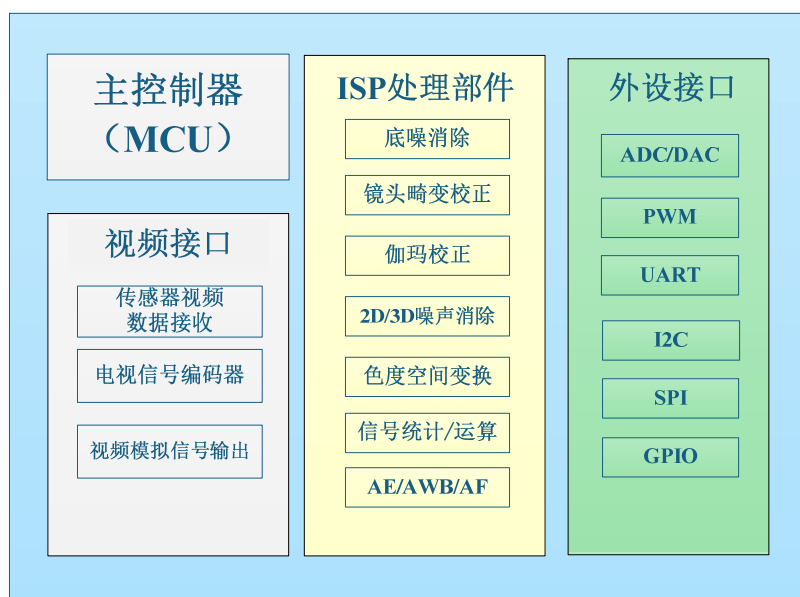 主控制器
（MCU）
视频接口
传感器视频
数据接收
电视信号编码器
视频模拟信号输出
ISP处理部件
底噪消除
镜头畸变校正
伽玛校正
2D/3D噪声消除
色度空间变换
信号统计/运算
AE/AWB/AF
外设接口
ADC/DAC
PWM
UART
I2C
SPI
GPIO